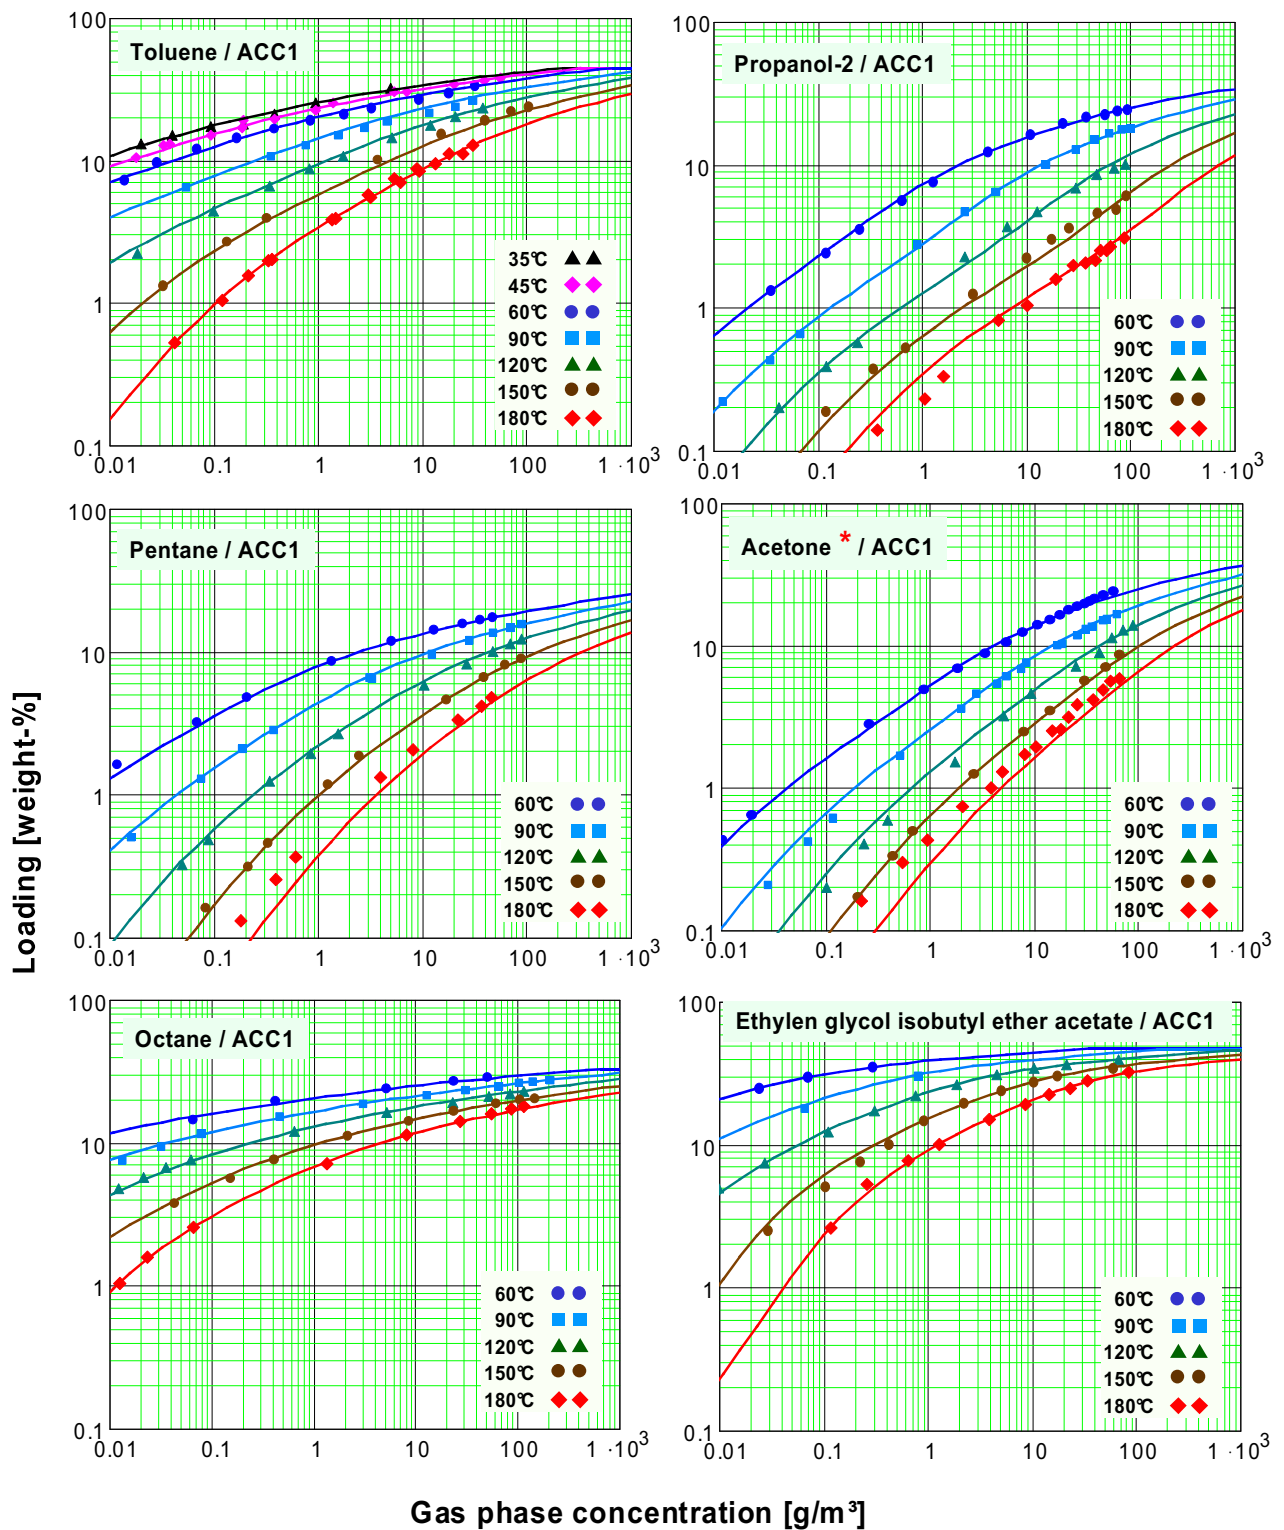 Loading [weight-%]
Toluene / ACC1
100
10
1
0.1
35°C
45°C
60°C
90°C
120°C
150°C
180°C
0.01 0.1 1 10 100 1·10³
Propanol-2 / ACC1
100
10
1
0.1
60°C
90°C
120°C
150°C
180°C
0.01 0.1 1 10 100 1·10³
Pentane / ACC1
100
10
1
0.1
60°C
90°C
120°C
150°C
180°C
0.01 0.1 1 10 100 1·10³
Acetone * / ACC1
100
10
1
0.1
60°C
90°C
120°C
150°C
180°C
0.01 0.1 1 10 100 1·10³
Octane / ACC1
100
10
1
0.1
60°C
90°C
120°C
150°C
180°C
0.01 0.1 1 10 100 1·10³
Ethylen glycol isobutyl ether acetate / ACC1
100
10
1
0.1
60°C
90°C
120°C
150°C
180°C
0.01 0.1 1 10 100 1·10³
Gas phase concentration [g/m³]